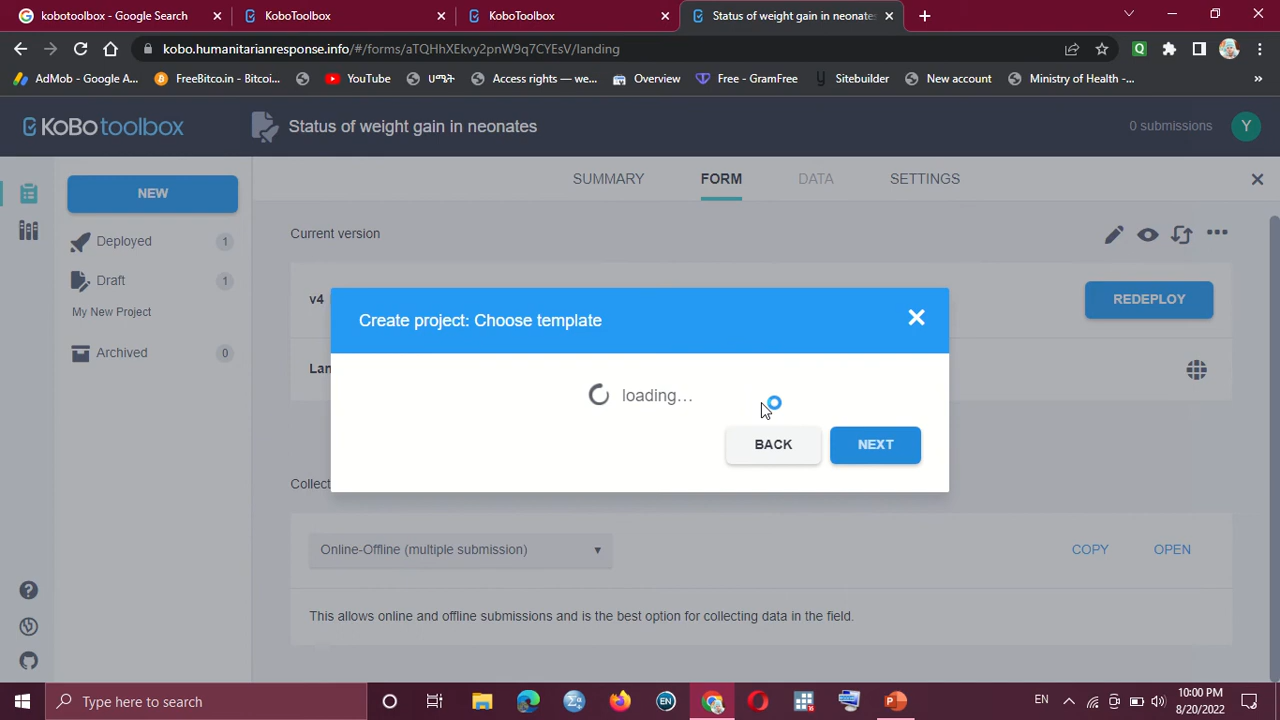 kobotoolbox - Google Search
KoboToolbox
KoboToolbox
Status of weight gain in neonates
kobo.humanitarianresponse.info/#/forms/aTQHhXEkvy2pnW9q7CYEsV/landing
AdMob - Google A...
FreeBitco.in - Bitcoi...
YouTube
ሀሜት
Access rights — we...
Overview
Free - GramFree
Sitebuilder
New account
Ministry of Health -...
»
KoBo toolbox
Status of weight gain in neonates
0 submissions
Y
NEW
SUMMARY
FORM
DATA
SETTINGS
Deployed
1
Current version
Draft
1
My New Project
v4
REDEPLOY
Create project: Choose template
Archived
0
Lan
loading...
BACK
NEXT
Collect
Online-Offline (multiple submission)
COPY
OPEN
This allows online and offline submissions and is the best option for collecting data in the field.
Type here to search
EN
EN
10:00 PM
8/20/2022